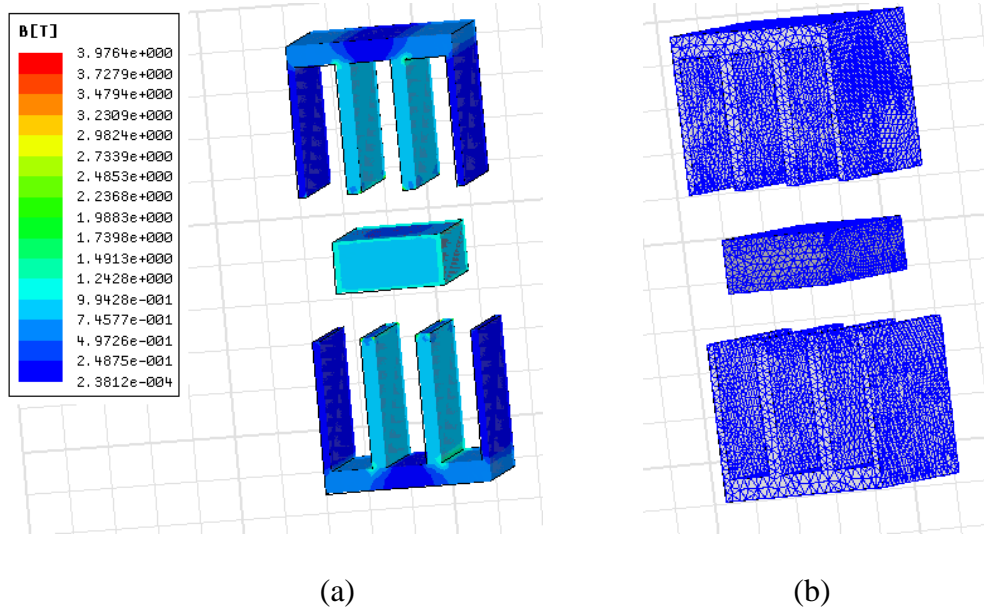 B[T]
3.9764e+000
3.7279e+000
3.4794e+000
3.2309e+000
2.9824e+000
2.7339e+000
2.4853e+000
2.2368e+000
1.9883e+000
1.7398e+000
1.4913e+000
1.2428e+000
9.9428e-001
7.4577e-001
4.9726e-001
2.4875e-001
2.3812e-004
(a) (b)